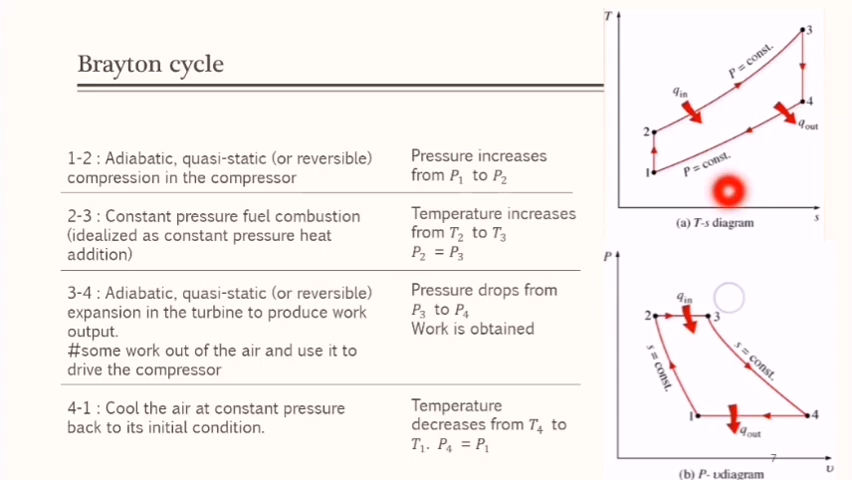 Brayton cycle
1-2 : Adiabatic, quasi-static (or reversible)
compression in the compressor
Pressure increases
from P₁ to P₂
2-3 : Constant pressure fuel combustion
(idealized as constant pressure heat
addition)
Temperature increases
from T₂ to T₃
P₂ = P₃
3-4 : Adiabatic, quasi-static (or reversible)
expansion in the turbine to produce work
output.
#some work out of the air and use it to
drive the compressor
Pressure drops from
P₃ to P₄
Work is obtained
4-1 : Cool the air at constant pressure
back to its initial condition.
Temperature
decreases from T₄ to
T₁. P₄ = P₁
T
3
P = const.
q_in
4
q_out
2
P = const.
1
s
(a) T-s diagram
P
q_in
2
3
s = const.
s = const.
1
4
q_out
7
υ
(b) P- υdiagram